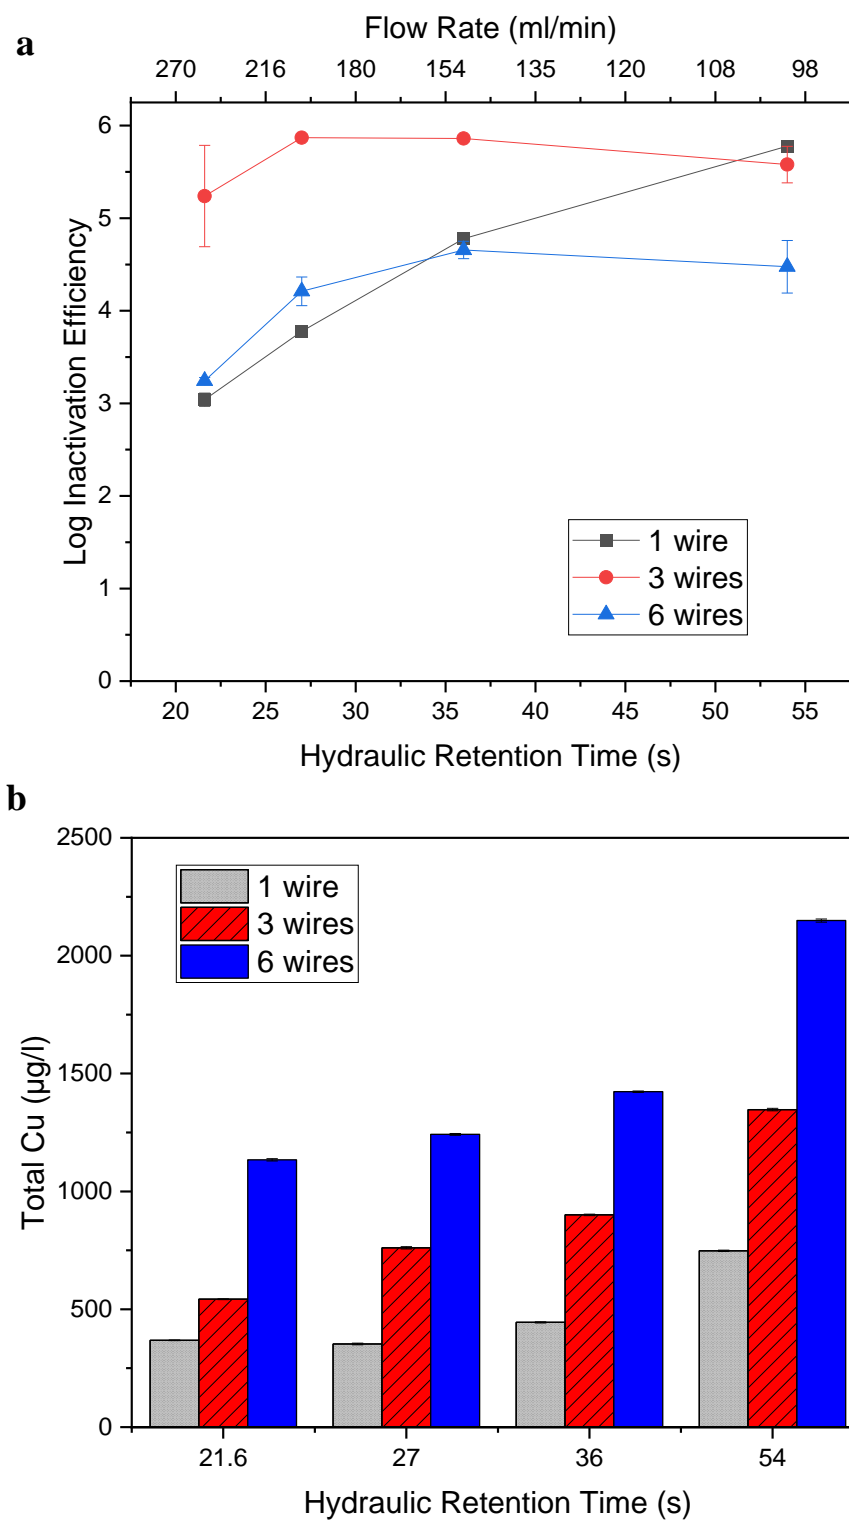 a
Flow Rate (ml/min)
270 216 180 154 135 120 108 98
6
5
4
3
2
1
0
Log Inactivation Efficiency
1 wire
3 wires
6 wires
20 25 30 35 40 45 50 55
Hydraulic Retention Time (s)
b
2500
2000
1500
1000
500
0
Total Cu (µg/l)
1 wire
3 wires
6 wires
21.6 27 36 54
Hydraulic Retention Time (s)